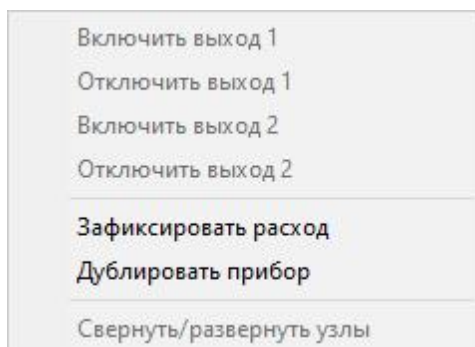 Включить выход 1
Отключить выход 1
Включить выход 2
Отключить выход 2
Зафиксировать расход
Дублировать прибор
Свернуть/развернуть узлы